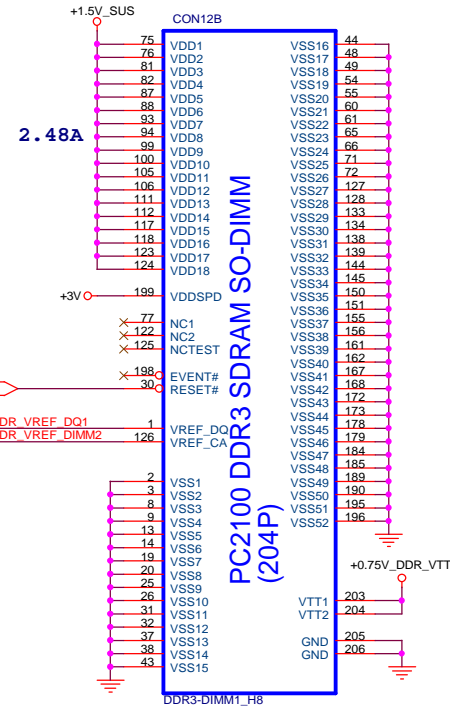 +1.5V_SUS
CON12B
2.48A
75 VDD1
76 VDD2
81 VDD3
82 VDD4
87 VDD5
88 VDD6
93 VDD7
94 VDD8
99 VDD9
100 VDD10
105 VDD11
106 VDD12
111 VDD13
112 VDD14
117 VDD15
118 VDD16
123 VDD17
124 VDD18
+3V 199 VDDSPD
77 NC1
122 NC2
125 NCTEST
198 EVENT#
30 RESET#
DR_VREF_DQ1 1 VREF_DQ
DR_VREF_DIMM2 126 VREF_CA
2 VSS1
3 VSS2
8 VSS3
9 VSS4
13 VSS5
14 VSS6
19 VSS7
20 VSS8
25 VSS9
26 VSS10
31 VSS11
32 VSS12
37 VSS13
38 VSS14
43 VSS15
PC2100 DDR3 SDRAM SO-DIMM
(204P)
VSS16 44
VSS17 48
VSS18 49
VSS19 54
VSS20 55
VSS21 60
VSS22 61
VSS23 65
VSS24 66
VSS25 71
VSS26 72
VSS27 127
VSS28 128
VSS29 133
VSS30 134
VSS31 138
VSS32 139
VSS33 144
VSS34 145
VSS35 150
VSS36 151
VSS37 155
VSS38 156
VSS39 161
VSS40 162
VSS41 167
VSS42 168
VSS43 172
VSS44 173
VSS45 178
VSS46 179
VSS47 184
VSS48 185
VSS49 189
VSS50 190
VSS51 195
VSS52 196
+0.75V_DDR_VTT
VTT1 203
VTT2 204
GND 205
GND 206
DDR3-DIMM1_H8